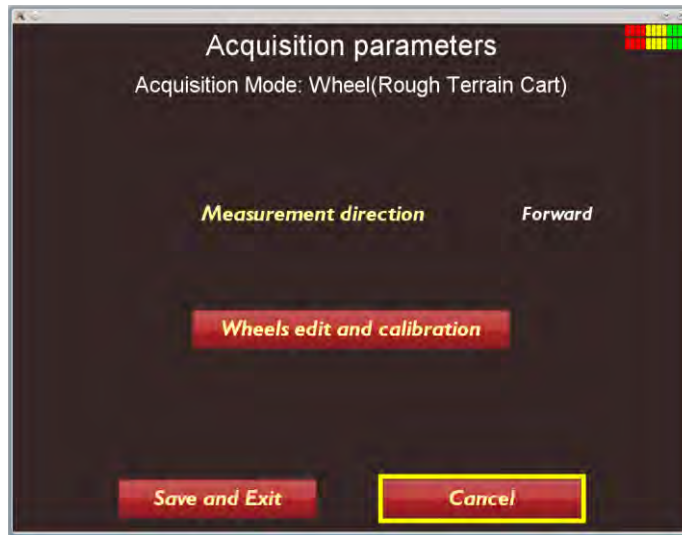 Acquisition parameters
Acquisition Mode: Wheel(Rough Terrain Cart)
Measurement direction Forward
Wheels edit and calibration
Save and Exit Cancel